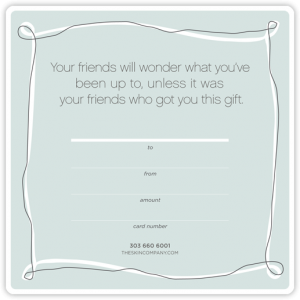 Your friends will wonder what you've
been up to, unless it was
your friends who got you this gift.
to
from
amount
card number
303 660 6001
THESKINCOMPANY.COM